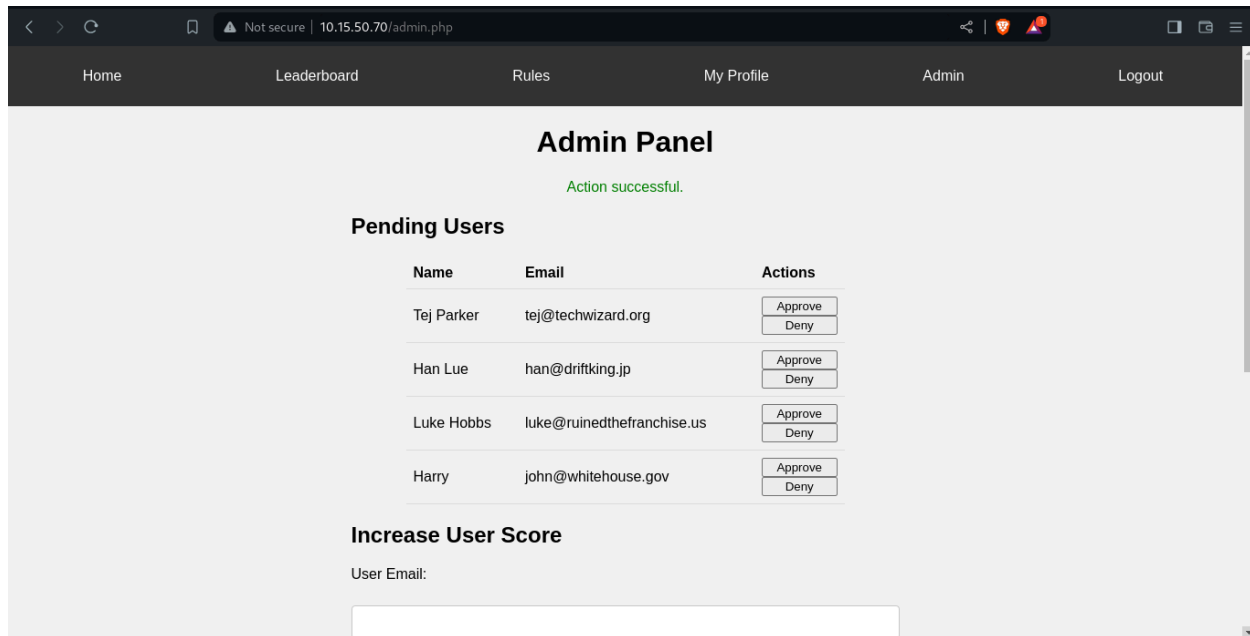 Not secure | 10.15.50.70/admin.php
1
Home Leaderboard Rules My Profile Admin Logout
Admin Panel
Action successful.
Pending Users
Name Email Actions
Tej Parker tej@techwizard.org Approve
Deny
Han Lue han@driftking.jp Approve
Deny
Luke Hobbs luke@ruinedthefranchise.us Approve
Deny
Harry john@whitehouse.gov Approve
Deny
Increase User Score
User Email: